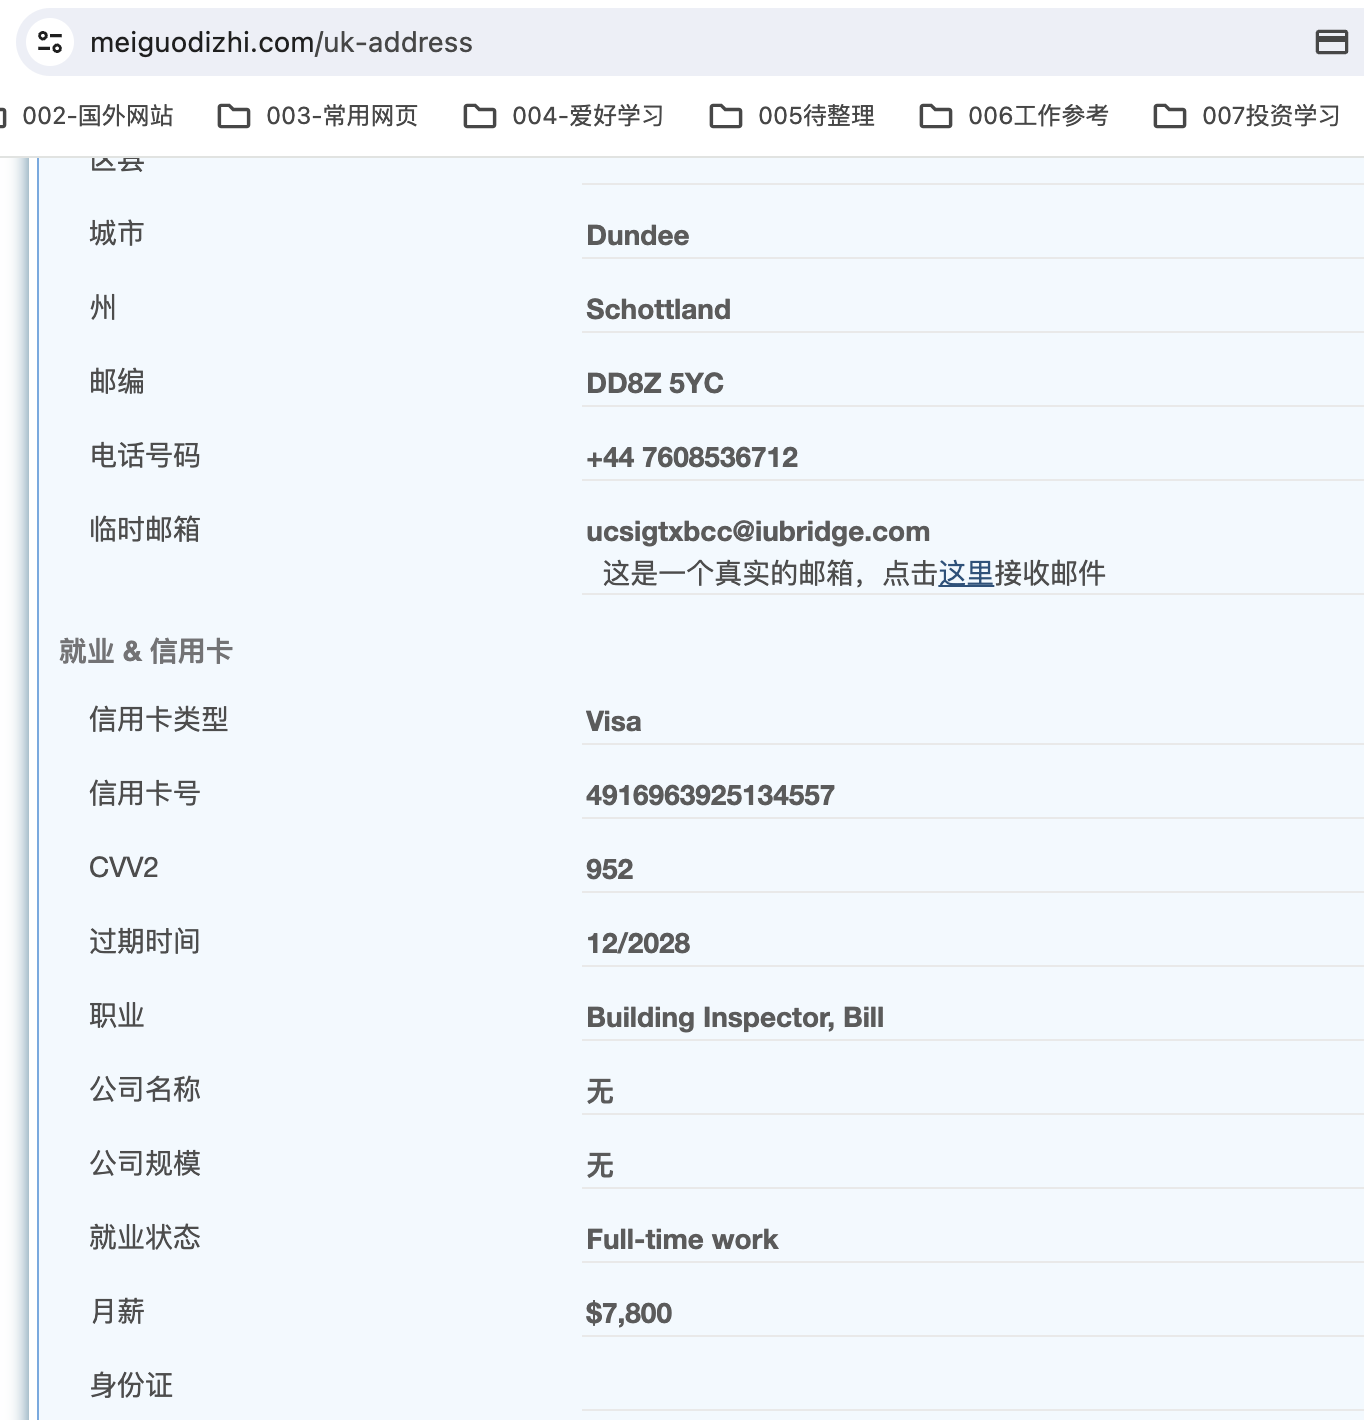 meiguodizhi.com/uk-address
002-国外网站 003-常用网页 004-爱好学习 005待整理 006工作参考 007投资学习
区县
城市 Dundee
州 Schottland
邮编 DD8Z 5YC
电话号码 +44 7608536712
临时邮箱 ucsigtxbcc@iubridge.com
这是一个真实的邮箱，点击这里接收邮件
就业 & 信用卡
信用卡类型 Visa
信用卡号 4916963925134557
CVV2 952
过期时间 12/2028
职业 Building Inspector, Bill
公司名称 无
公司规模 无
就业状态 Full-time work
月薪 $7,800
身份证